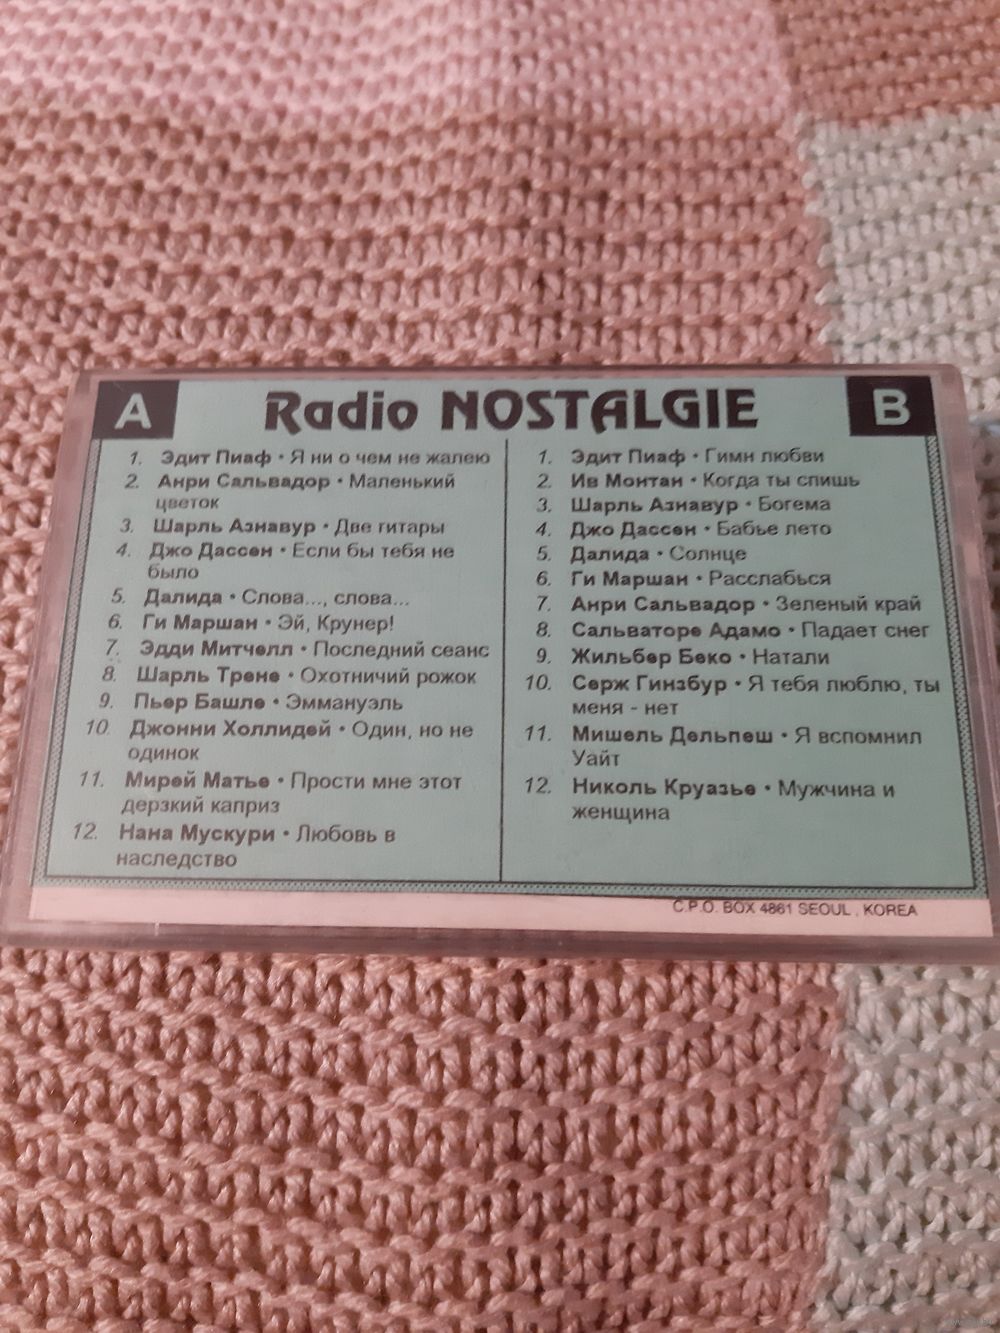 A
Radio NOSTALGIE
B
1. Эдит Пиаф • Я ни о чем не жалею
2. Анри Сальвадор • Маленький
цветок
3. Шарль Азнавур • Две гитары
4. Джо Дассен • Если бы тебя не
было
5. Далида • Слова..., слова...
6. Ги Маршан • Эй, Крунер!
7. Эдди Митчелл • Последний сеанс
8. Шарль Трене • Охотничий рожок
9. Пьер Башле • Эммануэль
10. Джонни Холлидей • Один, но не
одинок
11. Мирей Матье • Прости мне этот
дерзкий каприз
12. Нана Мускури • Любовь в
наследство
1. Эдит Пиаф • Гимн любви
2. Ив Монтан • Когда ты спишь
3. Шарль Азнавур • Богема
4. Джо Дассен • Бабье лето
5. Далида • Солнце
6. Ги Маршан • Расслабься
7. Анри Сальвадор • Зеленый край
8. Сальваторе Адамо • Падает снег
9. Жильбер Беко • Натали
10. Серж Гинзбур • Я тебя люблю, ты
меня - нет
11. Мишель Дельпеш • Я вспомнил
Уайт
12. Николь Круазье • Мужчина и
женщина
C.P.O. BOX 4861 SEOUL , KOREA